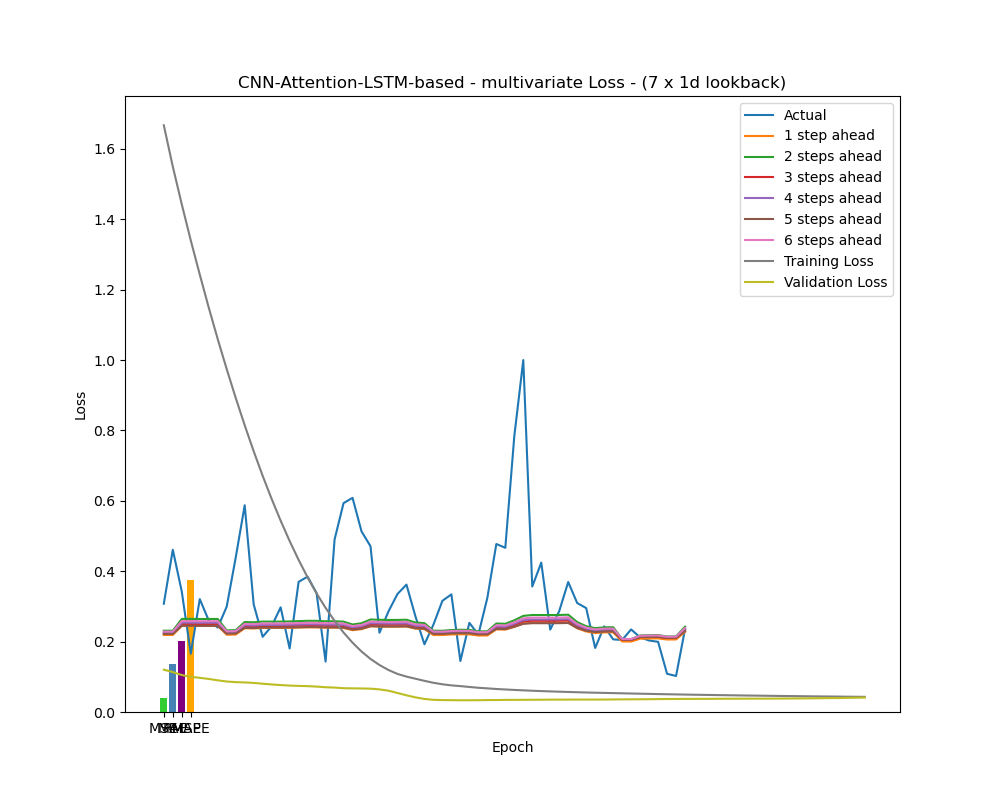 CNN-Attention-LSTM-based - multivariate Loss - (7 x 1d lookback)
Actual
1 step ahead
2 steps ahead
3 steps ahead
4 steps ahead
5 steps ahead
6 steps ahead
Training Loss
Validation Loss
1.6
1.4
1.2
1.0
0.8
0.6
0.4
0.2
0.0
Loss
Epoch